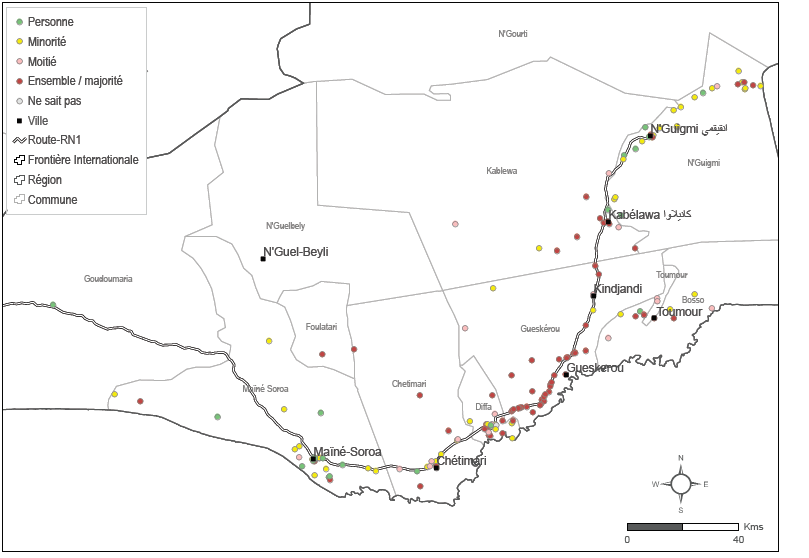 Personne
Minorité
Moitié
Ensemble / majorité
Ne sait pas
Ville
Route-RN1
Frontière Internationale
Région
Commune
N'Gourti
N'Guigmi
N'Guigmi
Kablewa
Kabélawa
N'Guelbely
N'Guel-Beyli
Goudoumaria
Toumour
Kindjandi
Bosso
Toumour
Foulatari
Gueskérou
Gueskerou
Maïné Soroa
Chetimari
Diffa
Maïné-Soroa
Chétimari
N
W E
S
Kms
0 40